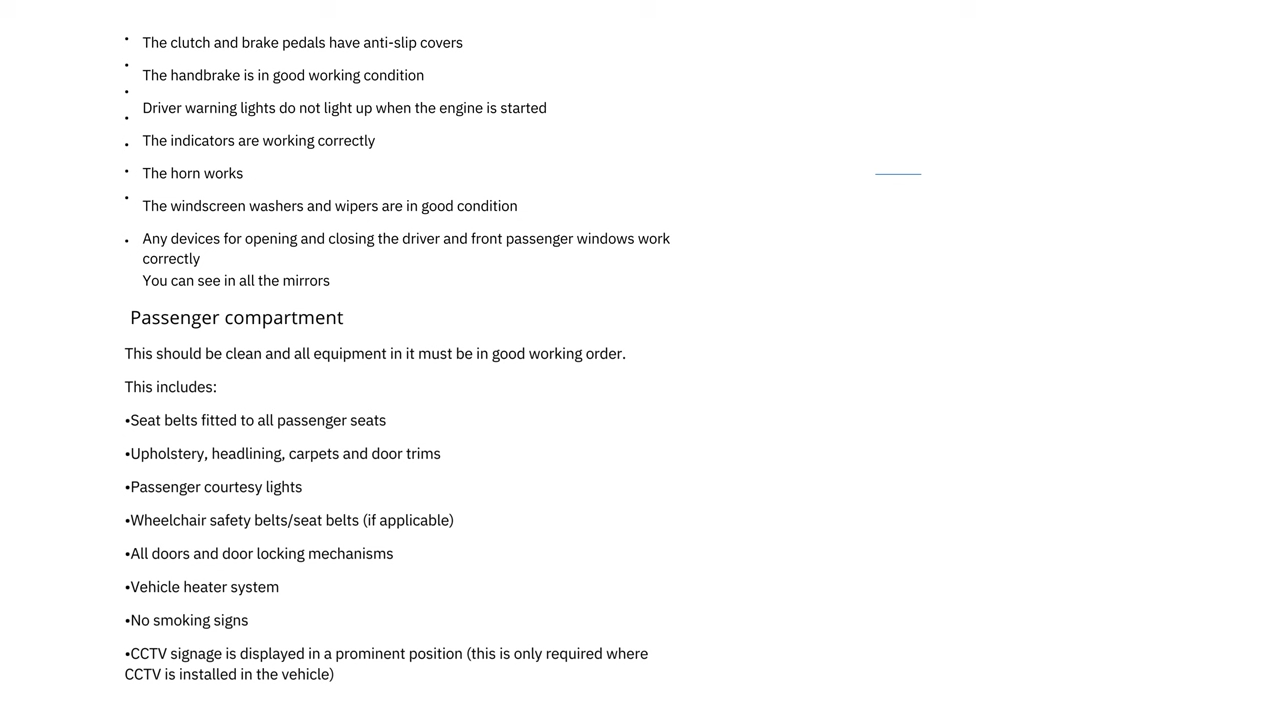 • The clutch and brake pedals have anti-slip covers
• The handbrake is in good working condition
• Driver warning lights do not light up when the engine is started
• The indicators are working correctly
• The horn works
• The windscreen washers and wipers are in good condition
• Any devices for opening and closing the driver and front passenger windows work
correctly
• You can see in all the mirrors
Passenger compartment
This should be clean and all equipment in it must be in good working order.
This includes:
•Seat belts fitted to all passenger seats
•Upholstery, headlining, carpets and door trims
•Passenger courtesy lights
•Wheelchair safety belts/seat belts (if applicable)
•All doors and door locking mechanisms
•Vehicle heater system
•No smoking signs
•CCTV signage is displayed in a prominent position (this is only required where
CCTV is installed in the vehicle)